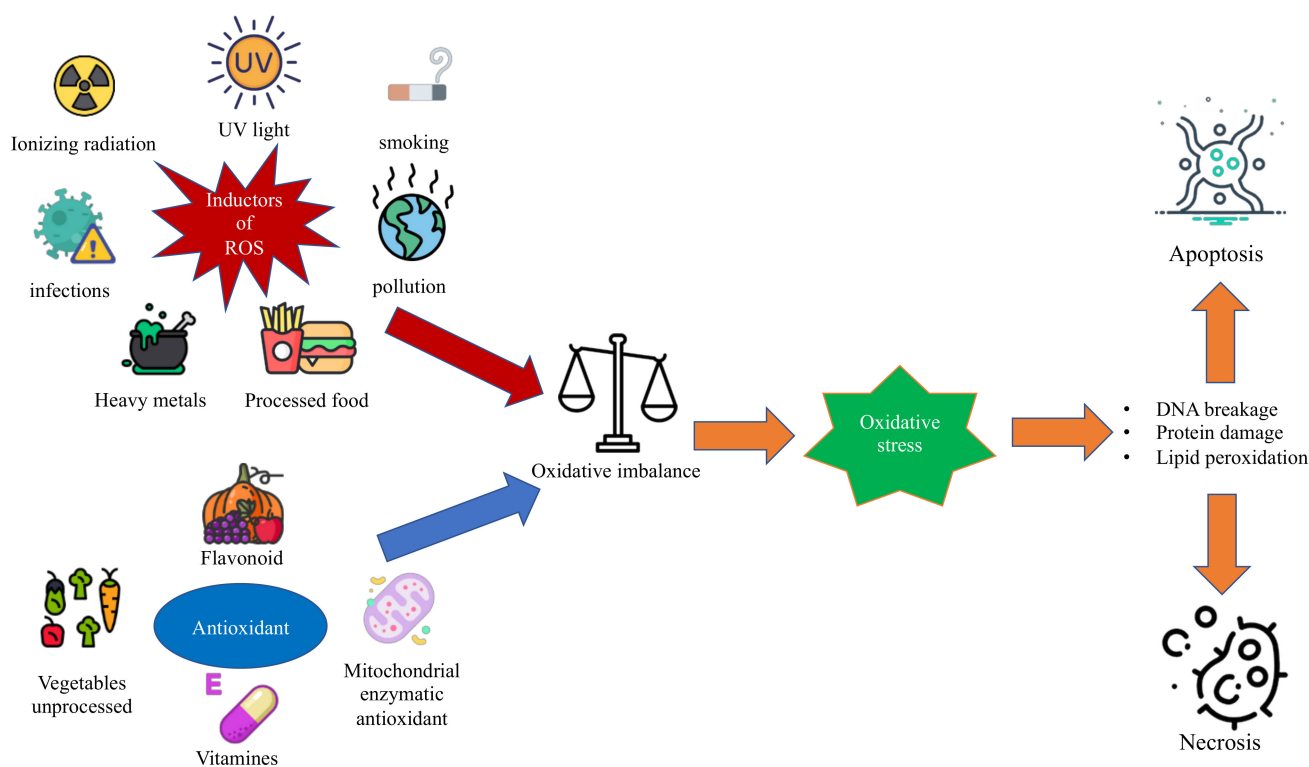 UV
Ionizing radiation
UV light
smoking
Inductors
of
ROS
infections
pollution
Heavy metals
Processed food
Oxidative imbalance
Oxidative
stress
Apoptosis
• DNA breakage
• Protein damage
• Lipid peroxidation
Flavonoid
Antioxidant
Vegetables
unprocessed
E
Vitamines
Mitochondrial
enzymatic
antioxidant
Necrosis